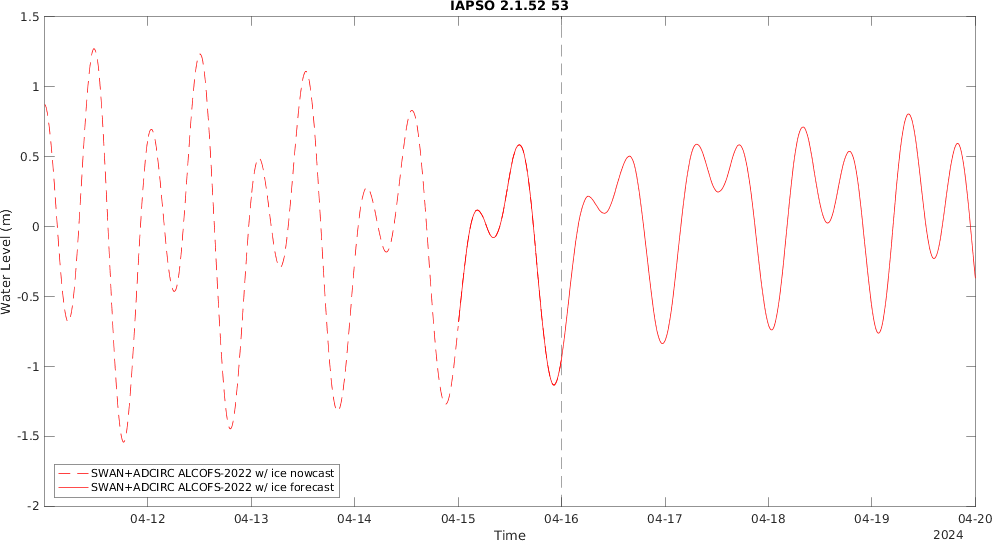 IAPSO 2.1.52 53
1.5
1
0.5
0
-0.5
-1
-1.5
-2
Water Level (m)
SWAN+ADCIRC ALCOFS-2022 w/ ice nowcast
SWAN+ADCIRC ALCOFS-2022 w/ ice forecast
04-12 04-13 04-14 04-15 04-16 04-17 04-18 04-19 04-20
Time
2024